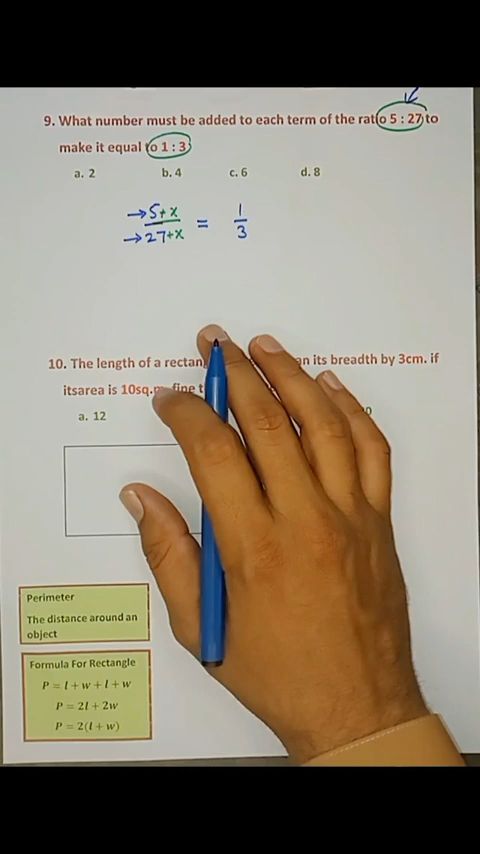 9. What number must be added to each term of the ratio 5 : 27 to
make it equal to 1 : 3
a. 2 b. 4 c. 6 d. 8
→5+x 1
= 
→27+x 3
10. The length of a rectan an its breadth by 3cm. if
itsarea is 10sq. fine t
a. 12
Perimeter
The distance around an
object
Formula For Rectangle
P = l + w + l + w
P = 2l + 2w
P = 2(l + w)